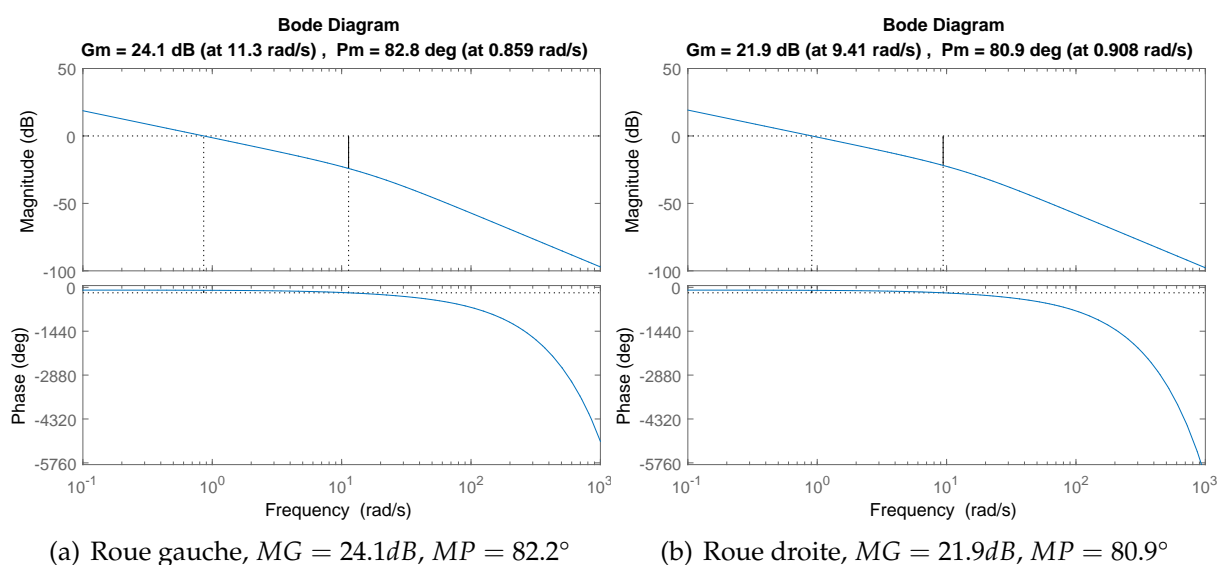 Bode Diagram
Gm = 24.1 dB (at 11.3 rad/s) , Pm = 82.8 deg (at 0.859 rad/s)
50
0
-50
-100
Magnitude (dB)
-1440
-2880
-4320
-5760
0
Phase (deg)
10^-1
10^0
10^1
10^2
10^3
Frequency (rad/s)
(a) Roue gauche, MG = 24.1dB, MP = 82.2°
Bode Diagram
Gm = 21.9 dB (at 9.41 rad/s) , Pm = 80.9 deg (at 0.908 rad/s)
50
0
-50
-100
Magnitude (dB)
0
-1440
-2880
-4320
-5760
Phase (deg)
10^-1
10^0
10^1
10^2
10^3
Frequency (rad/s)
(b) Roue droite, MG = 21.9dB, MP = 80.9°